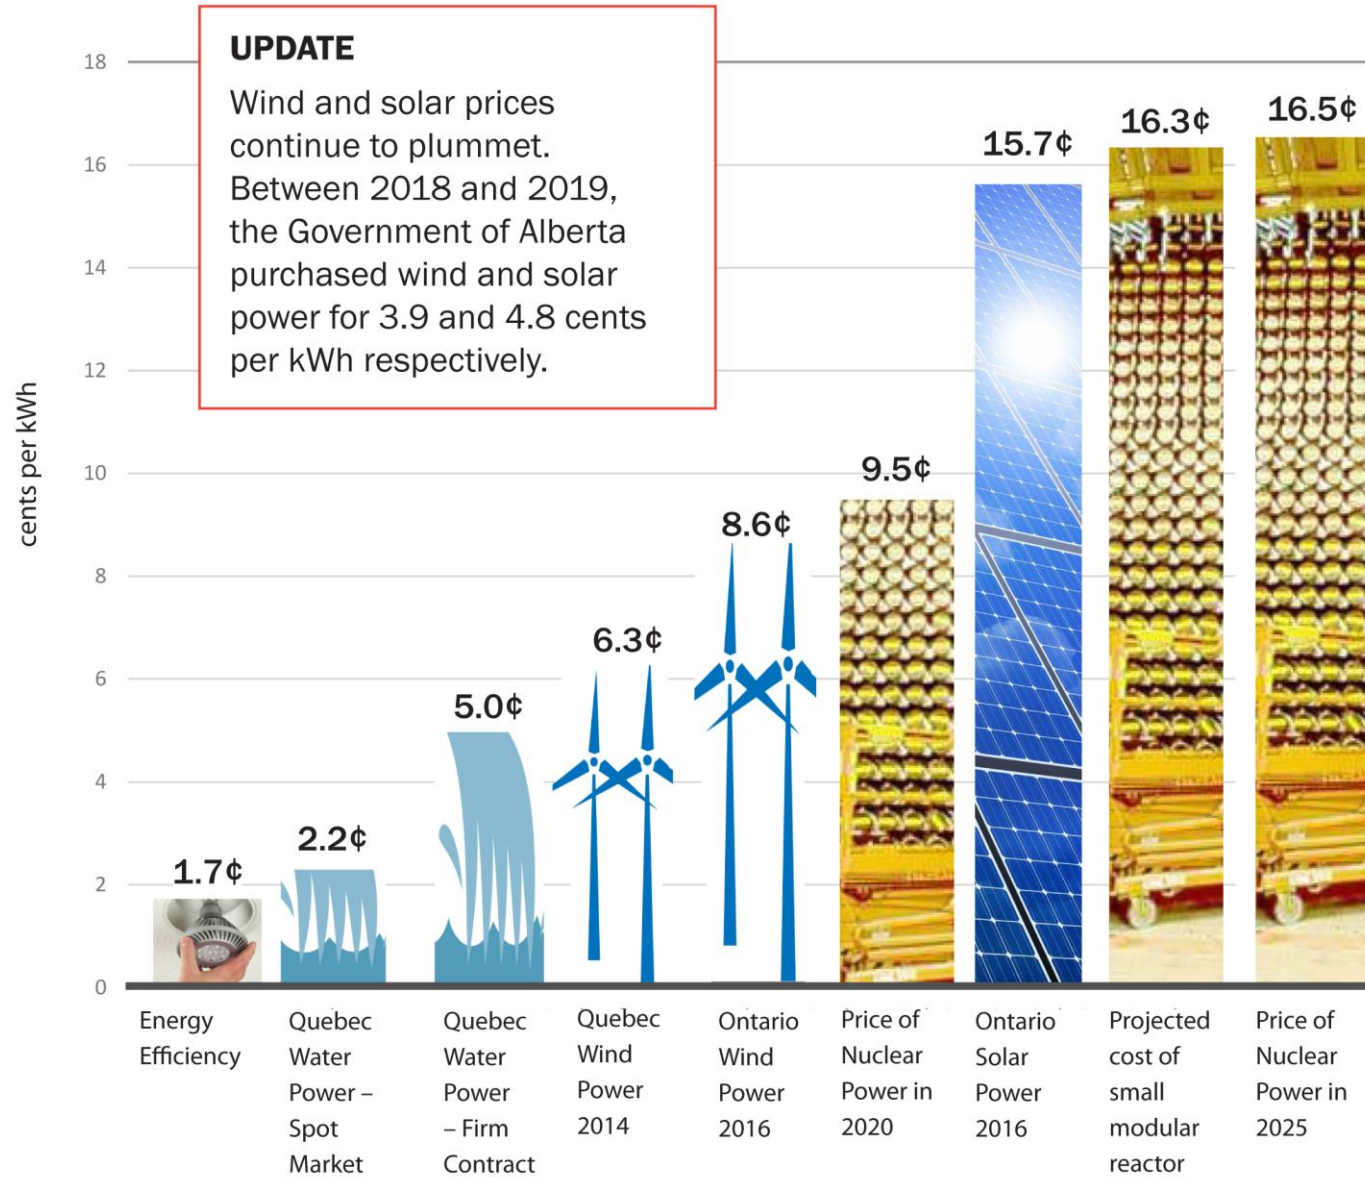 UPDATE
Wind and solar prices
continue to plummet.
Between 2018 and 2019,
the Government of Alberta
purchased wind and solar
power for 3.9 and 4.8 cents
per kWh respectively.
cents per kWh
18
16
14
12
10
8
6
4
2
0
1.7¢
2.2¢
5.0¢
6.3¢
8.6¢
9.5¢
15.7¢
16.3¢
16.5¢
Energy
Efficiency
Quebec
Water
Power –
Spot
Market
Quebec
Water
Power
– Firm
Contract
Quebec
Wind
Power
2014
Ontario
Wind
Power
2016
Price of
Nuclear
Power in
2020
Ontario
Solar
Power
2016
Projected
cost of
small
modular
reactor
Price of
Nuclear
Power in
2025